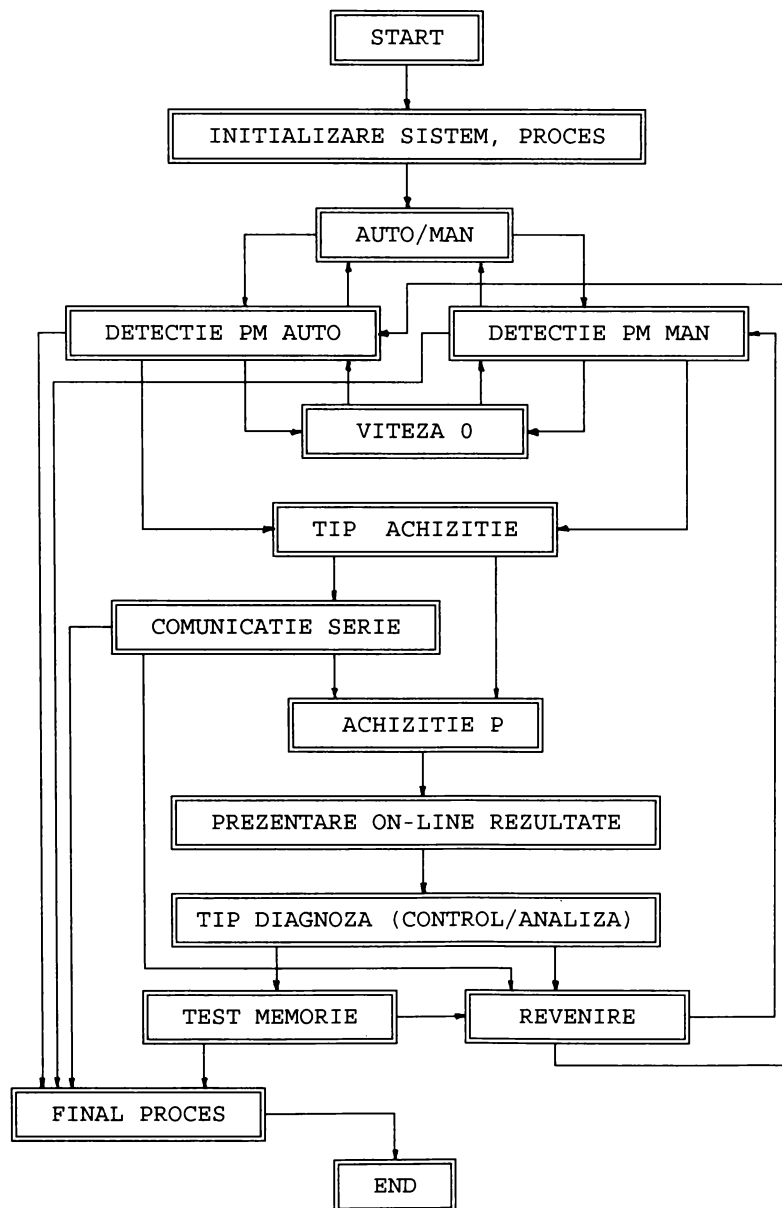 START
INITIALIZARE SISTEM, PROCES
AUTO/MAN
DETECTIE PM AUTO
DETECTIE PM MAN
VITEZA 0
TIP ACHIZITIE
COMUNICATIE SERIE
ACHIZITIE P
PREZENTARE ON-LINE REZULTATE
TIP DIAGNOZA (CONTROL/ANALIZA)
TEST MEMORIE
REVENIRE
FINAL PROCES
END